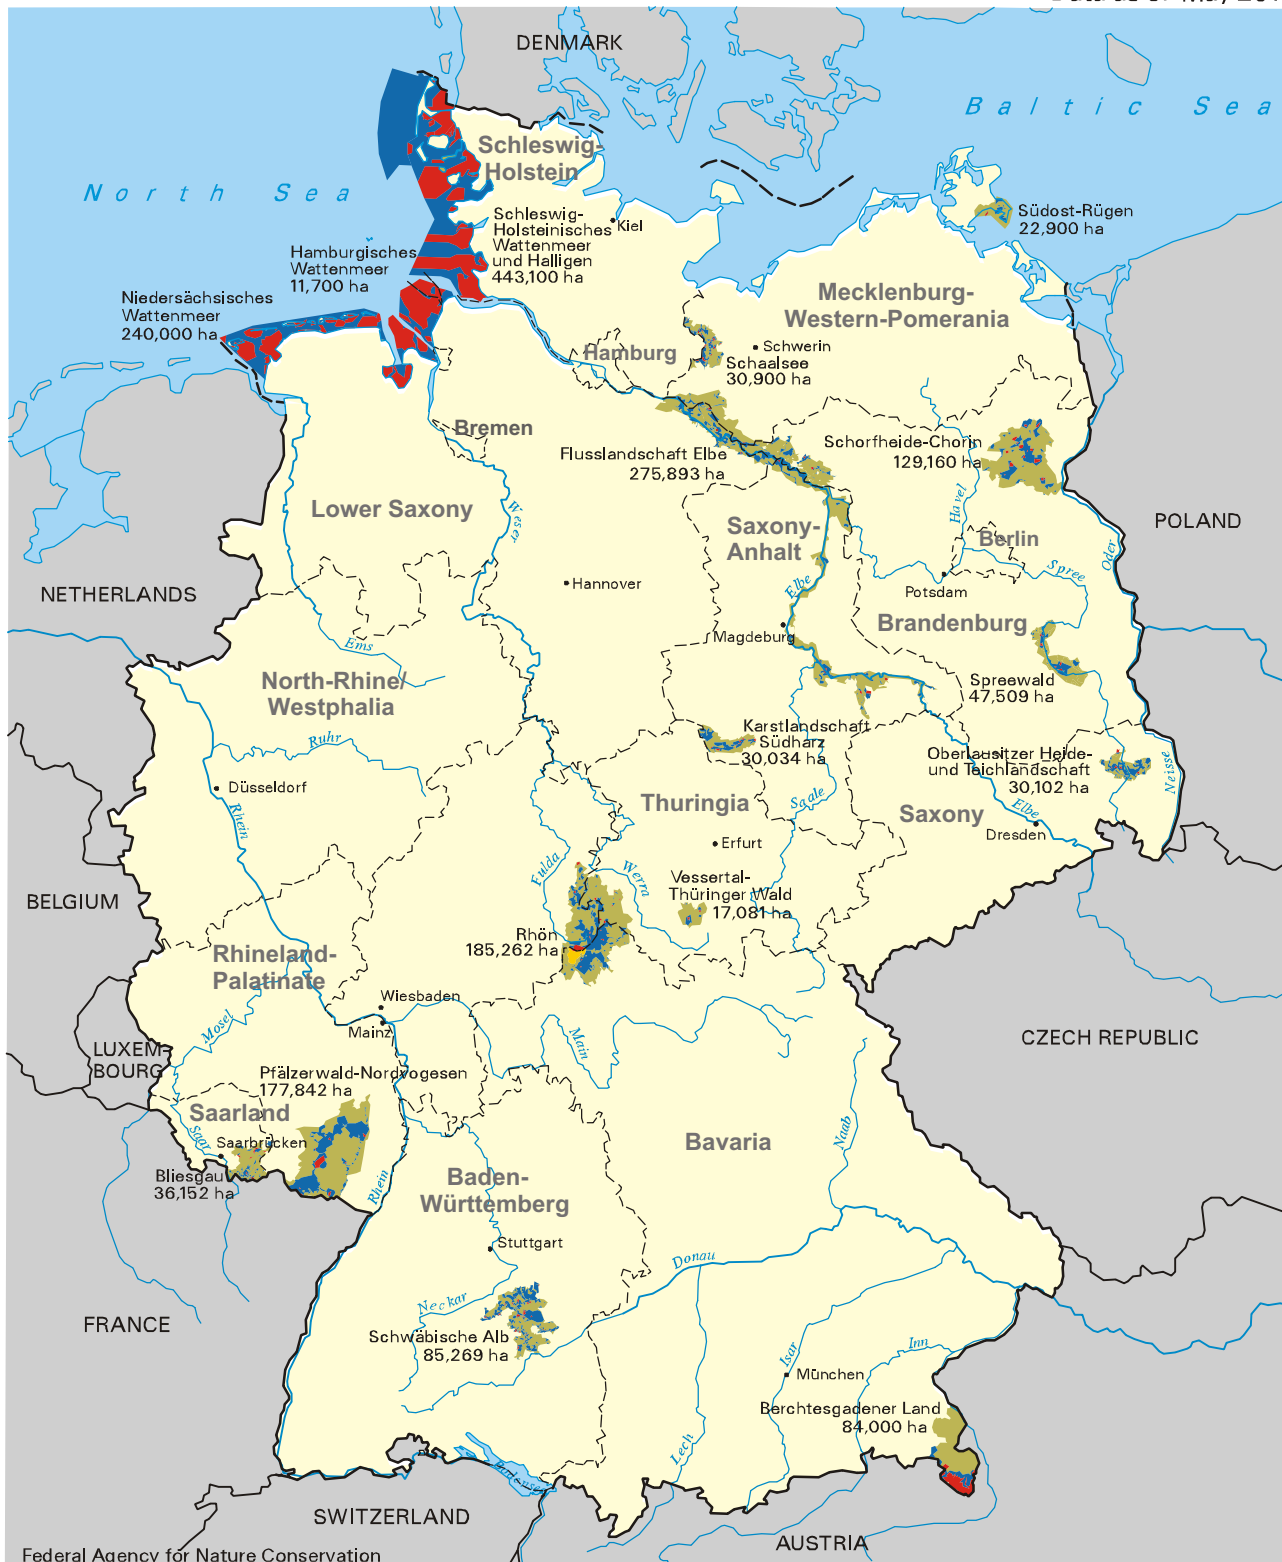 DENMARK
Baltic Sea
North Sea
Schleswig-
Holstein
Südost-Rügen
22,900 ha
Schleswig-
Holsteinisches
Wattenmeer
und Halligen
443,100 ha
Kiel
Hamburgisches
Wattenmeer
11,700 ha
Niedersächsisches
Wattenmeer
240,000 ha
Mecklenburg-
Western-Pomerania
Hamburg
Schwerin
Schaalsee
30,900 ha
Bremen
Flusslandschaft Elbe
275,893 ha
Schorfheide-Chorin
129,160 ha
Lower Saxony
Weser
Saxony-
Anhalt
Havel
Berlin
Oder
POLAND
NETHERLANDS
Hannover
Elbe
Spree
Potsdam
Brandenburg
Magdeburg
Ems
North-Rhine/
Westphalia
Spreewald
47,509 ha
Ruhr
Karstlandschaft
Südharz
30,034 ha
Oberlausitzer Heide-
und Teichlandschaft
30,102 ha
Neisse
Düsseldorf
Rhein
Thuringia
Saale
Saxony
Elbe
Dresden
Erfurt
Fulda
Werra
Vessertal-
Thüringer Wald
17,081 ha
BELGIUM
Rhön
185,262 ha
Rhineland-
Palatinate
Wiesbaden
Mainz
Mosel
Main
CZECH REPUBLIC
LUXEM-
BOURG
Pfälzerwald-Nordvogesen
177,842 ha
Saarland
Saar
Saarbrücken
Bliesgau
36,152 ha
Rhein
Bavaria
Naab
Baden-
Württemberg
Stuttgart
Donau
Neckar
FRANCE
Schwäbische Alb
85,269 ha
Isar
Inn
München
Berchtesgadener Land
84,000 ha
Lech
Bodensee
SWITZERLAND
AUSTRIA
Federal Agency for Nature Conservation